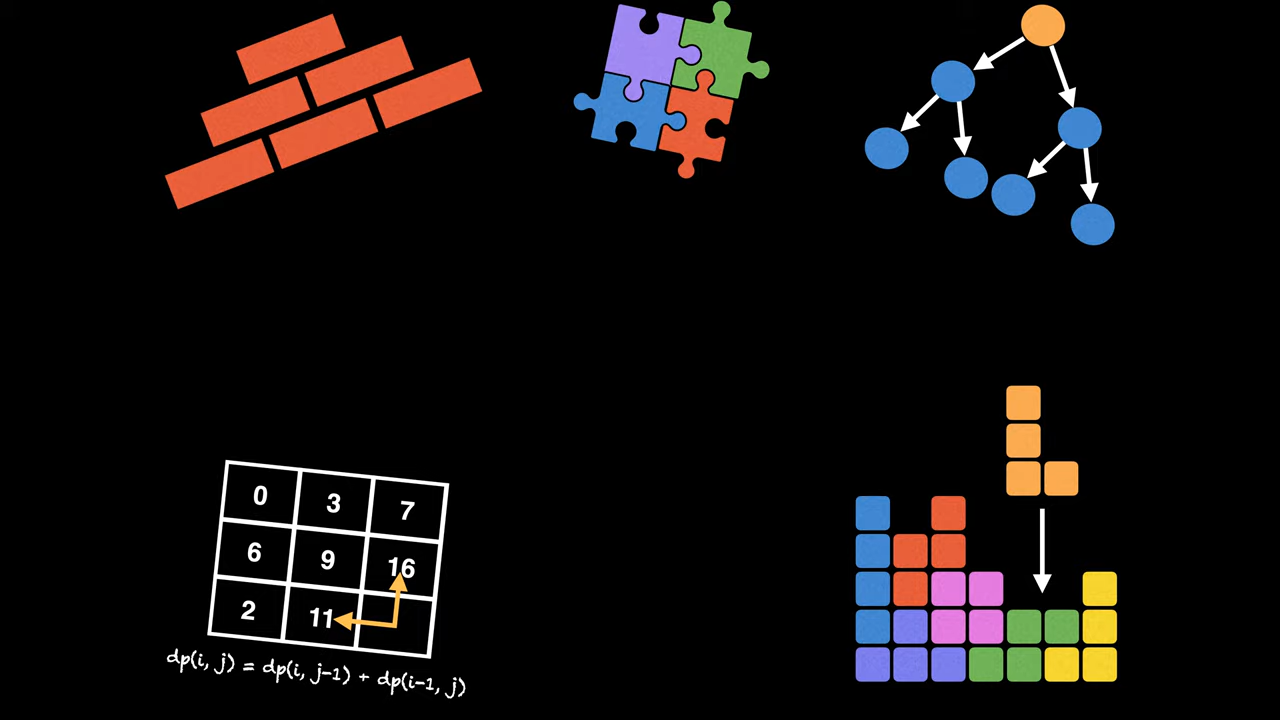 0 3 7
6 9 16
2 11
dp(i, j) = dp(i, j-1) + dp(i-1, j)